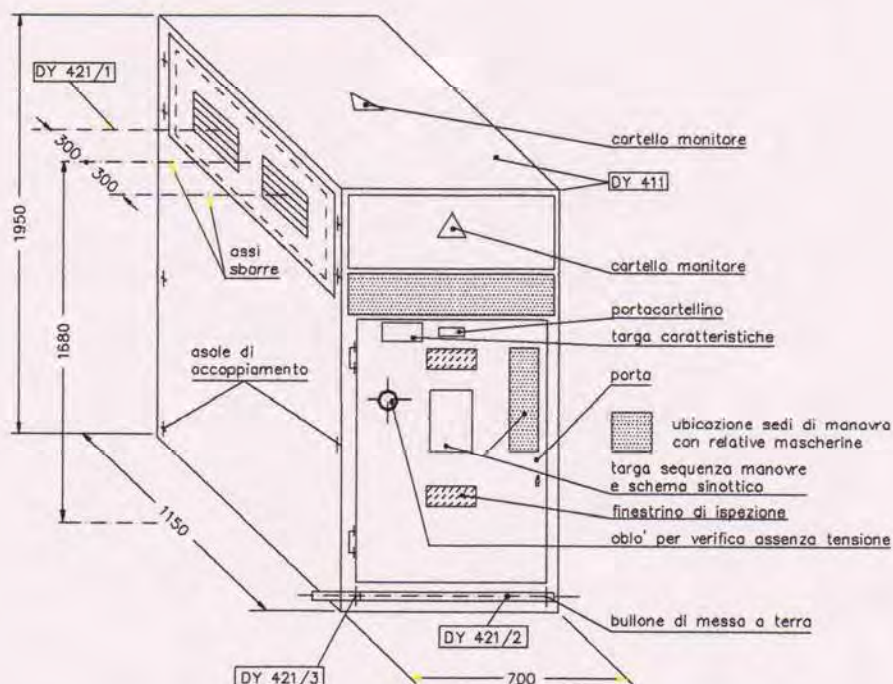 DY 421/1
300
300
1950
1680
1150
700
assi
sbarre
asole di
accoppiamento
cartello monitore
DY 411
cartello monitore
portacartellino
targa caratteristiche
porta
ubicazione sedi di manovra
con relative mascherine
targa sequenza manovre
e schema sinottico
finestrino di ispezione
oblo' per verifica assenza tensione
bullone di messa a terra
DY 421/2
DY 421/3